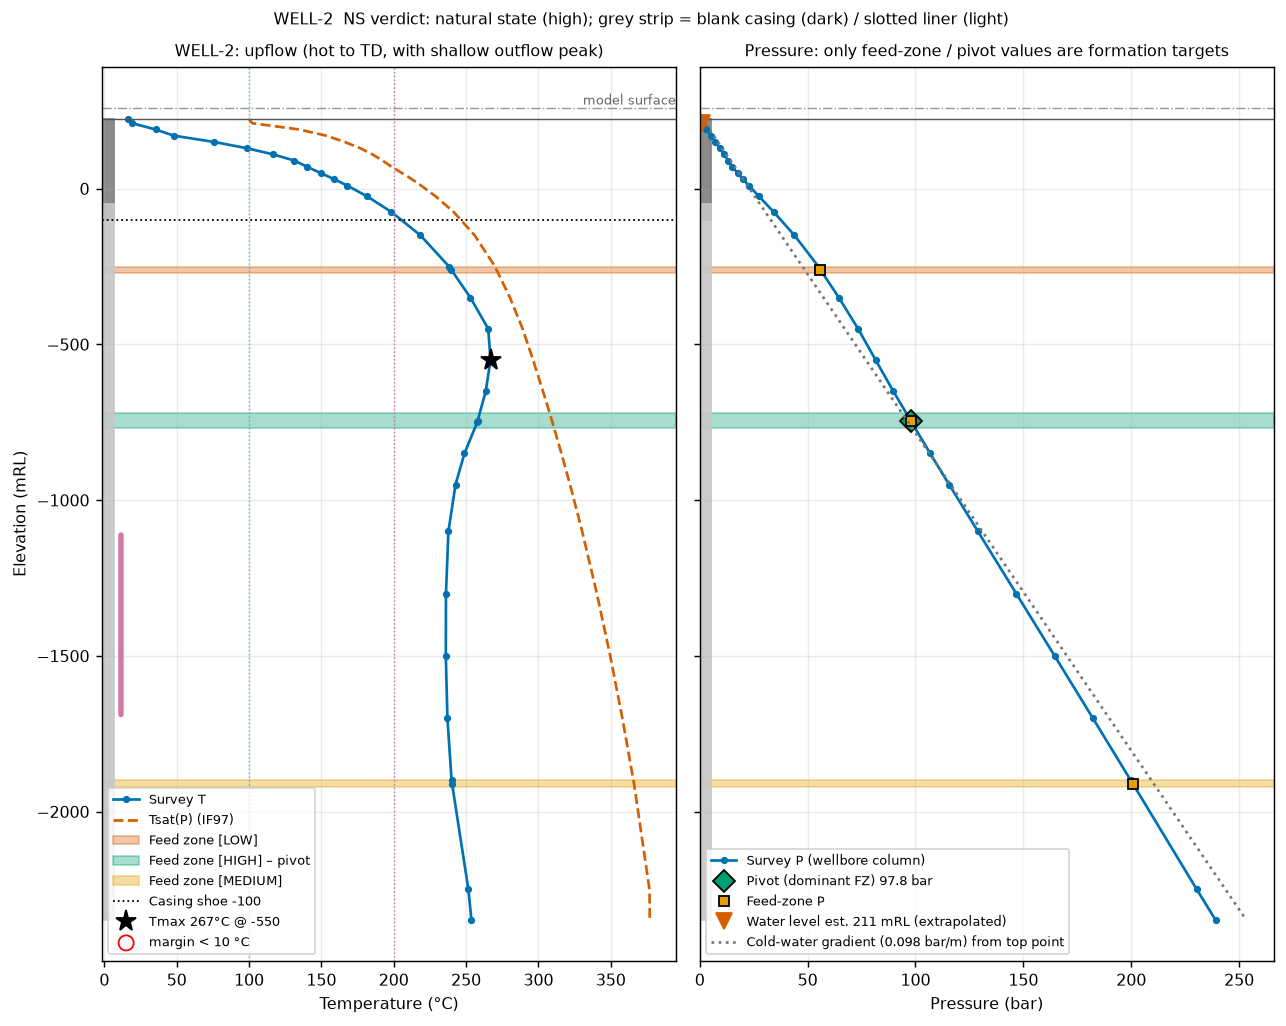 WELL-2  NS verdict: natural state (high); grey strip = blank casing (dark) / slotted liner (light)
WELL-2: upflow (hot to TD, with shallow outflow peak)
Pressure: only feed-zone / pivot values are formation targets
model surface
0
−500
−1000
−1500
−2000
Elevation (mRL)
Survey T
Tsat(P) (IF97)
Feed zone [LOW]
Feed zone [HIGH] – pivot
Feed zone [MEDIUM]
Casing shoe -100
Tmax 267°C @ -550
margin < 10 °C
Survey P (wellbore column)
Pivot (dominant FZ) 97.8 bar
Feed-zone P
Water level est. 211 mRL (extrapolated)
Cold-water gradient (0.098 bar/m) from top point
0 50 100 150 200 250 300 350
0 50 100 150 200 250
Temperature (°C)
Pressure (bar)